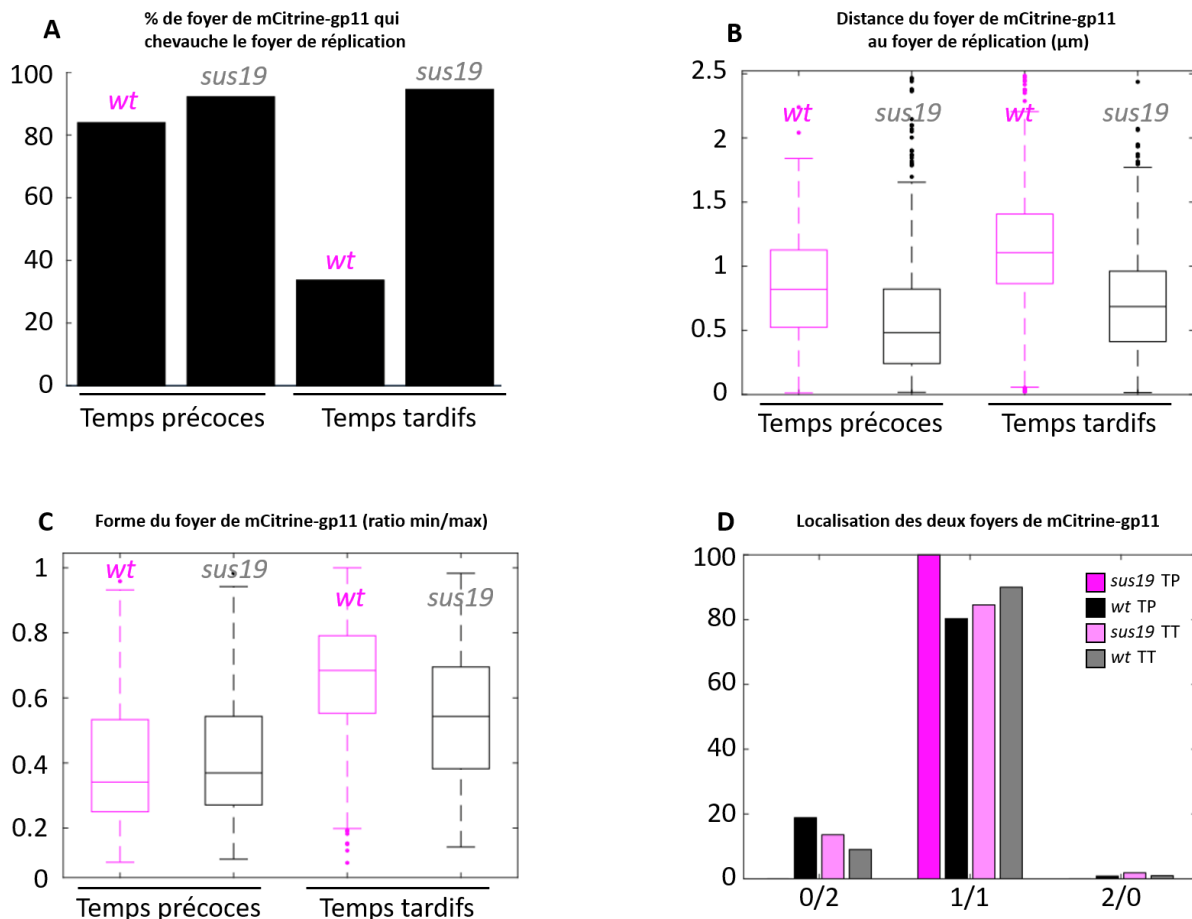 A
% de foyer de mCitrine-gp11 qui
chevauche le foyer de réplication
100
80
60
40
20
0
wt
sus19
wt
sus19
Temps précoces
Temps tardifs
B
Distance du foyer de mCitrine-gp11
au foyer de réplication (µm)
2.5
2
1.5
1
0.5
0
wt
sus19
wt
sus19
Temps précoces
Temps tardifs
C
Forme du foyer de mCitrine-gp11 (ratio min/max)
1
0.8
0.6
0.4
0.2
0
wt
sus19
wt
sus19
Temps précoces
Temps tardifs
D
Localisation des deux foyers de mCitrine-gp11
100
80
60
40
20
0
sus19 TP
wt TP
sus19 TT
wt TT
0/2
1/1
2/0